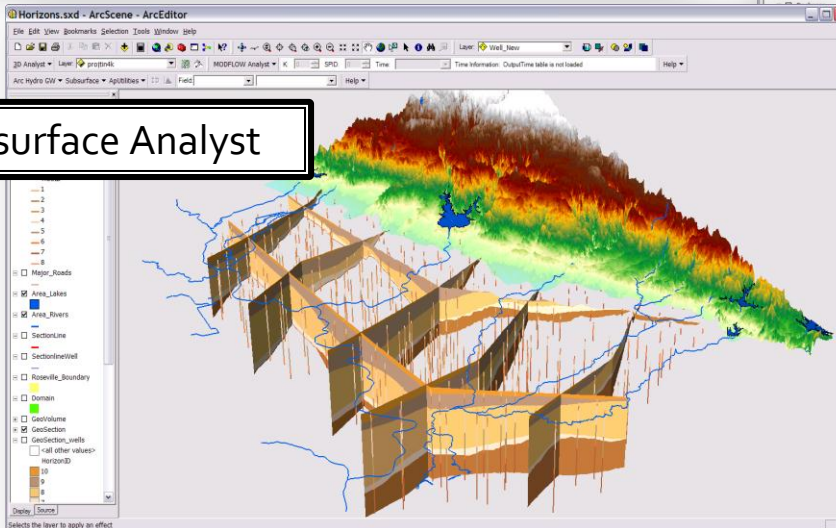 Horizons.sxd - ArcScene - ArcEditor
File Edit View Bookmarks Selection Tools Window Help
Layer: Well_New
3D Analyst Layer: projtin4k MODFLOW Analyst K: SPID: Time: Time Information: OutputTime table is not loaded Help
Arc Hydro GW Subsurface ApUtilities Field: Help
surface Analyst
1
2
3
4
5
6
7
8
Major_Roads
Area_Lakes
Area_Rivers
SectionLine
SectionlineWell
Roseville_Boundary
Domain
GeoVolume
GeoSection
GeoSection_wells
<all other values>
HorizonID
10
9
8
Display Source
Selects the layer to apply an effect